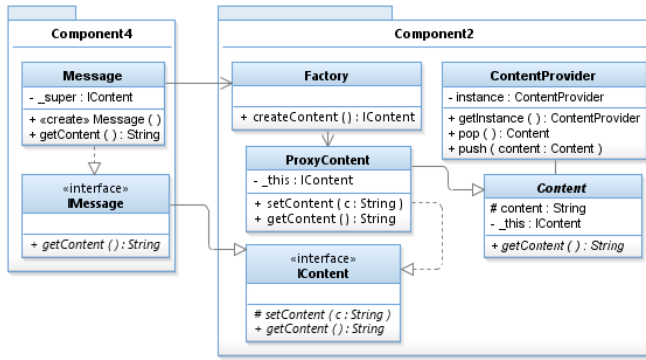 Component4
Message
- _super : IContent
+ «create» Message ( )
+ getContent ( ) : String
«interface»
IMessage
+ getContent ( ) : String
Component2
Factory
+ createContent ( ) : IContent
ContentProvider
- instance : ContentProvider
+ getInstance ( ) : ContentProvider
+ pop ( ) : Content
+ push ( content : Content )
ProxyContent
- _this : IContent
+ setContent ( c : String )
+ getContent ( ) : String
Content
# content : String
- _this : IContent
+ getContent ( ) : String
«interface»
IContent
# setContent ( c : String )
+ getContent ( ) : String